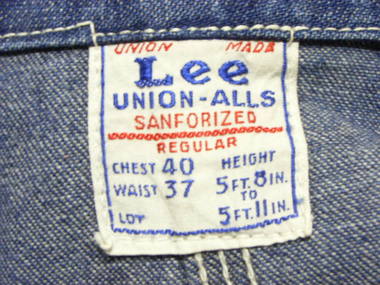 UNION MADE
Lee
UNION-ALLS
SANFORIZED
REGULAR
CHEST 40 HEIGHT
WAIST 37 5 FT. 8 IN.
TO
LOT 5 FT. 11 IN.